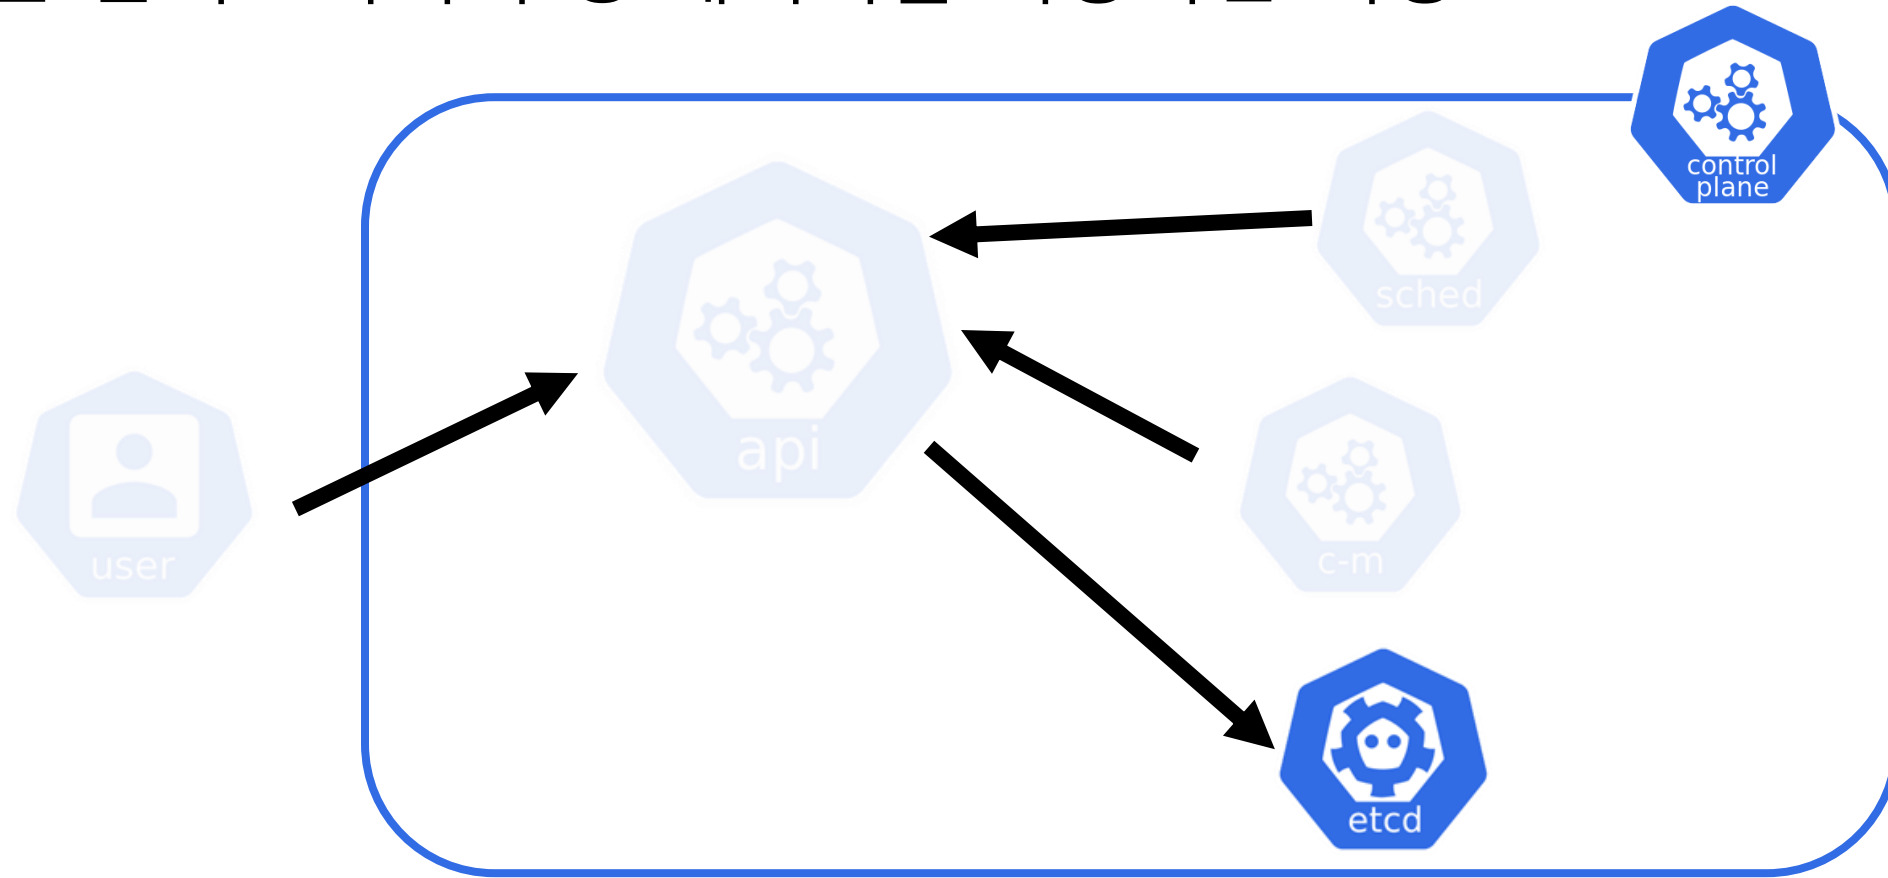 control
plane
sched
api
user
c-m
etcd